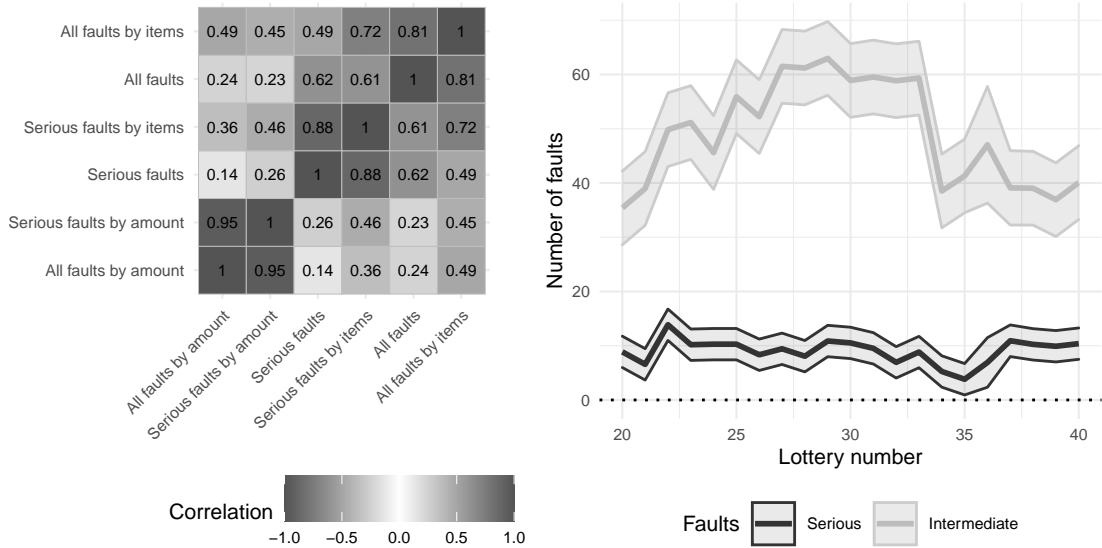 All faults by items 0.49 0.45 0.49 0.72 0.81 1
All faults 0.24 0.23 0.62 0.61 1 0.81
Serious faults by items 0.36 0.46 0.88 1 0.61 0.72
Serious faults 0.14 0.26 1 0.88 0.62 0.49
Serious faults by amount 0.95 1 0.26 0.46 0.23 0.45
All faults by amount 1 0.95 0.14 0.36 0.24 0.49
All faults by amount
Serious faults by amount
Serious faults
Serious faults by items
All faults
All faults by items
Correlation
−1.0 −0.5 0.0 0.5 1.0
Number of faults
60
40
20
0
20 25 30 35 40
Lottery number
Faults Serious Intermediate